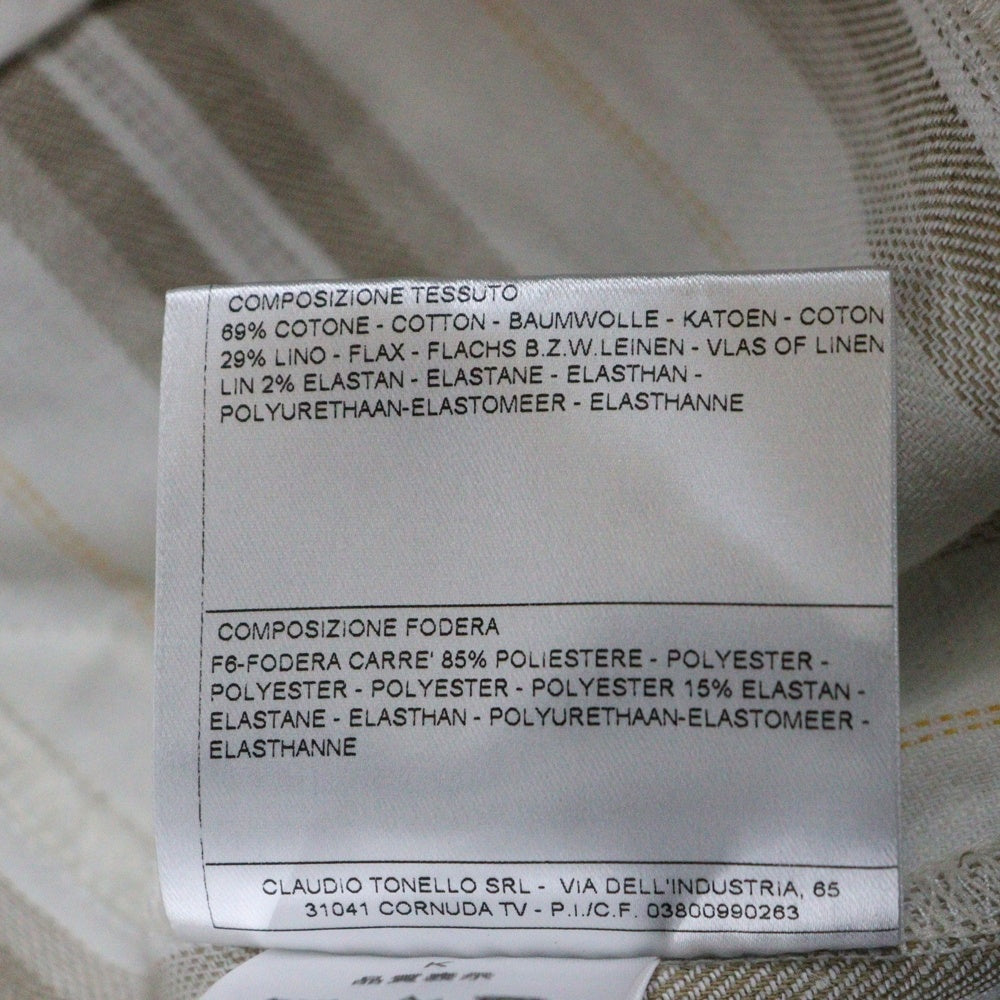 COMPOSIZIONE TESSUTO
69% COTONE - COTTON - BAUMWOLLE - KATOEN - COTON
29% LINO - FLAX - FLACHS B.Z.W.LEINEN - VLAS OF LINEN
LIN 2% ELASTAN - ELASTANE - ELASTHAN -
POLYURETHAAN-ELASTOMEER - ELASTHANNE
COMPOSIZIONE FODERA
F6-FODERA CARRE' 85% POLIESTERE - POLYESTER -
POLYESTER - POLYESTER - POLYESTER 15% ELASTAN -
ELASTANE - ELASTHAN - POLYURETHAAN-ELASTOMEER -
ELASTHANNE
CLAUDIO TONELLO SRL - VIA DELL'INDUSTRIA, 65
31041 CORNUDA TV - P.I./C.F. 03800990263